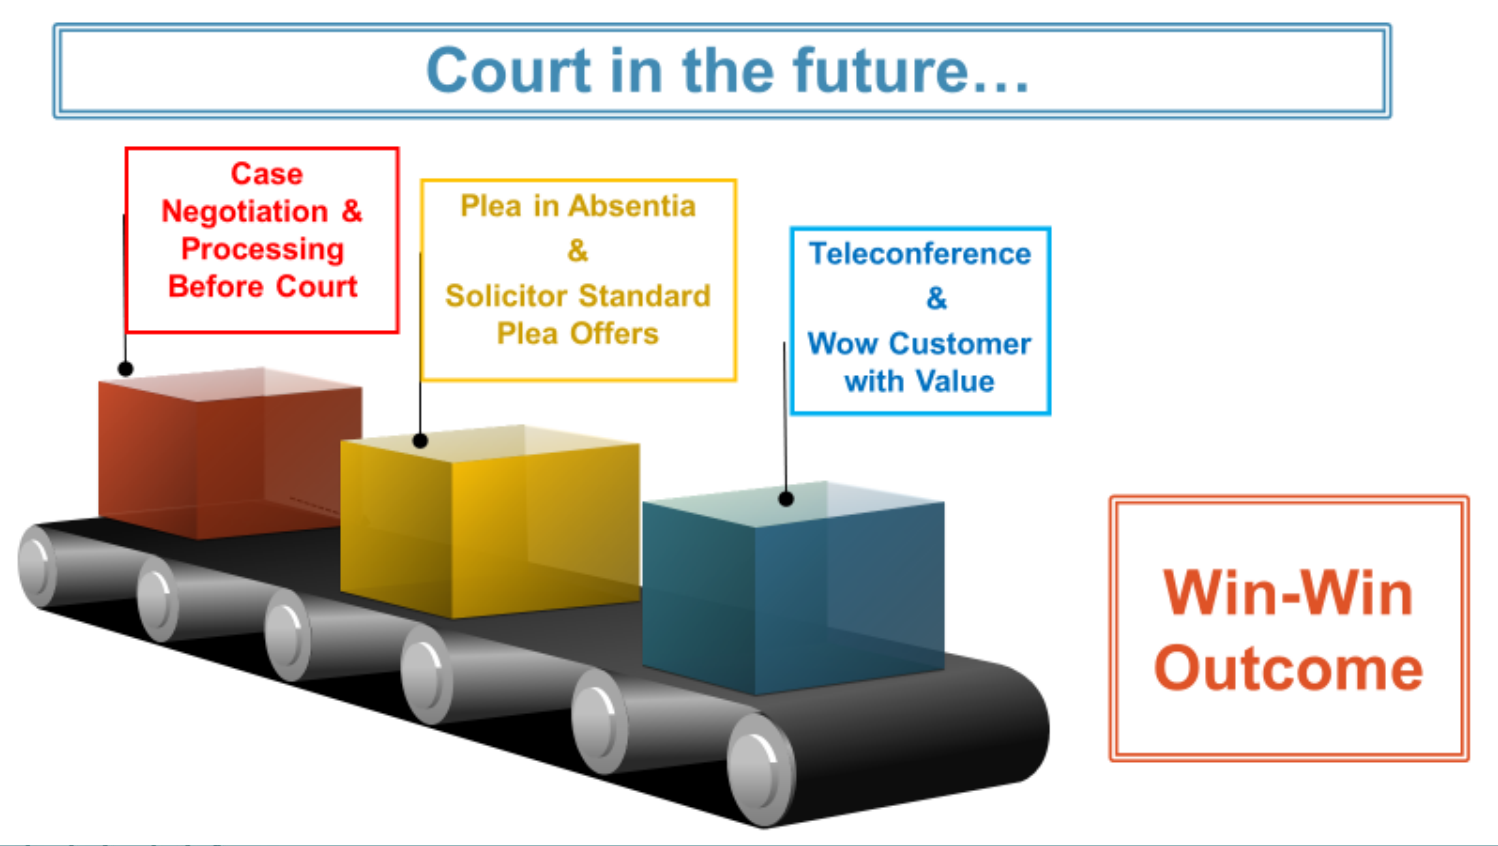 Court in the future…
Case
Negotiation &
Processing
Before Court
Plea in Absentia
&
Solicitor Standard
Plea Offers
Teleconference
&
Wow Customer
with Value
Win-Win
Outcome